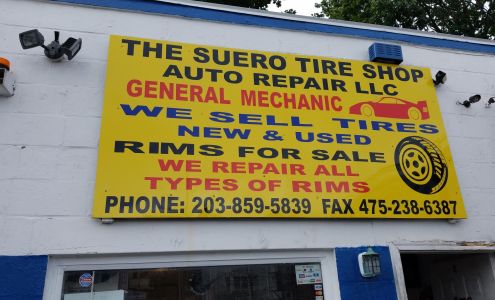 THE SUERO TIRE SHOP
AUTO REPAIR LLC
GENERAL MECHANIC
WE SELL TIRES
NEW & USED
RIMS FOR SALE
WE REPAIR ALL
TYPES OF RIMS
PHONE: 203-859-5839 FAX 475-238-6387